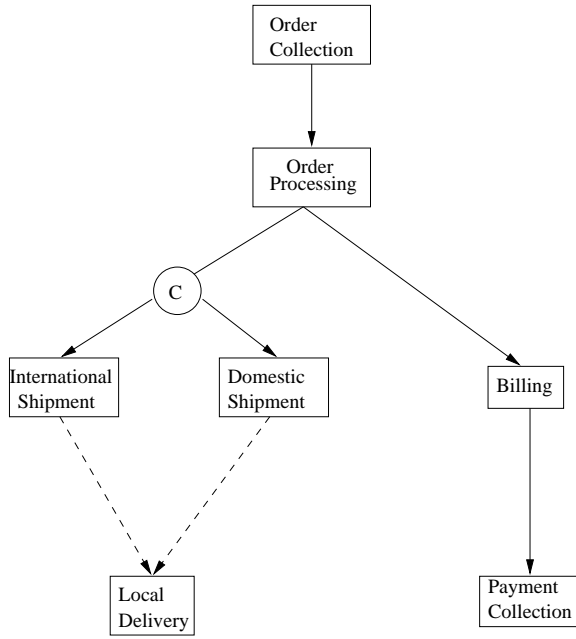 Order
Collection
Order
Processing
C
International
Shipment
Domestic
Shipment
Billing
Local
Delivery
Payment
Collection